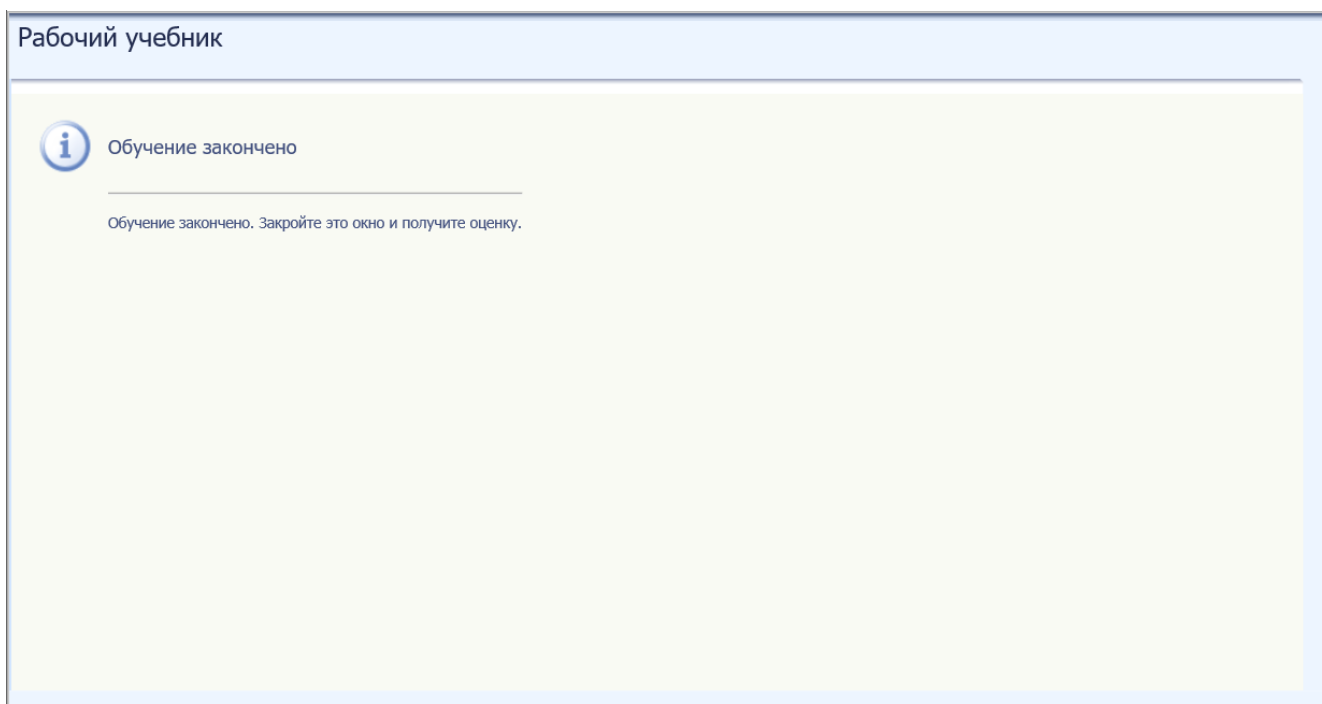 Рабочий учебник
Обучение закончено
Обучение закончено. Закройте это окно и получите оценку.